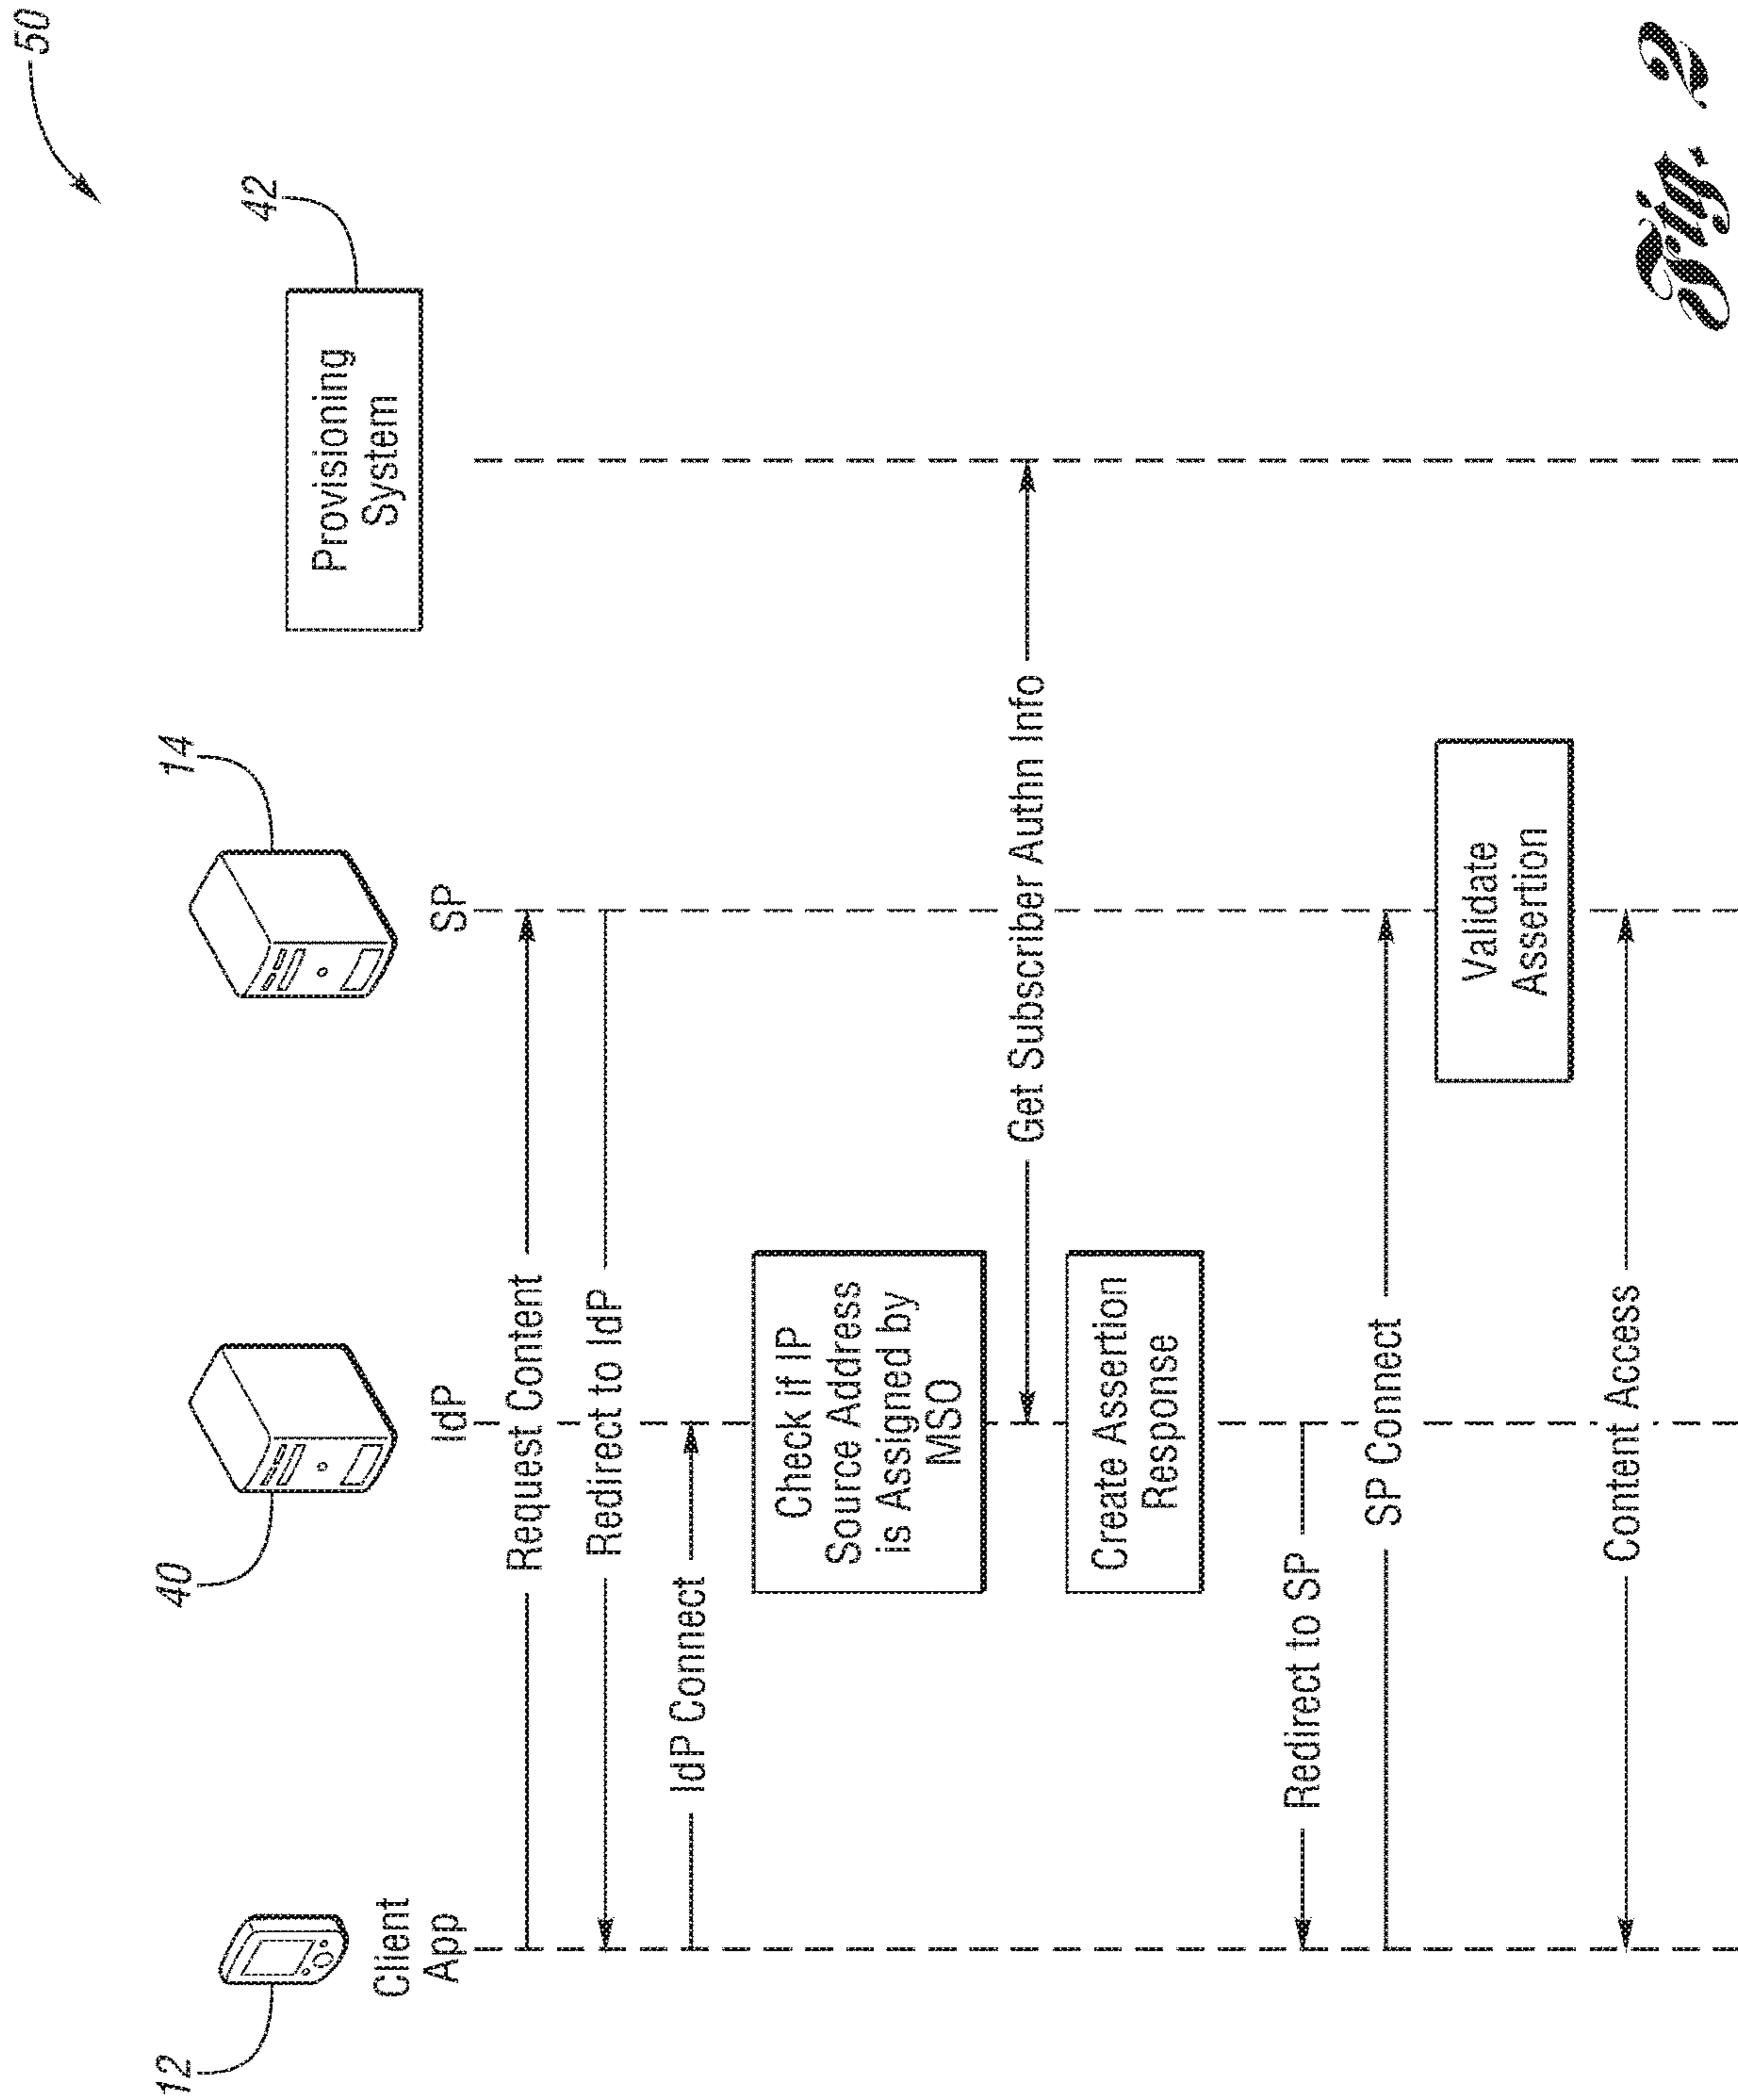 50
12
40
14
42
Client
App
IdP
SP
Provisioning
System
Request Content
Redirect to IdP
IdP Connect
Check if IP
Source Address
is Assigned by
MSO
Get Subscriber Authn Info
Create Assertion
Response
Redirect to SP
SP Connect
Validate
Assertion
Content Access
Fig. 2